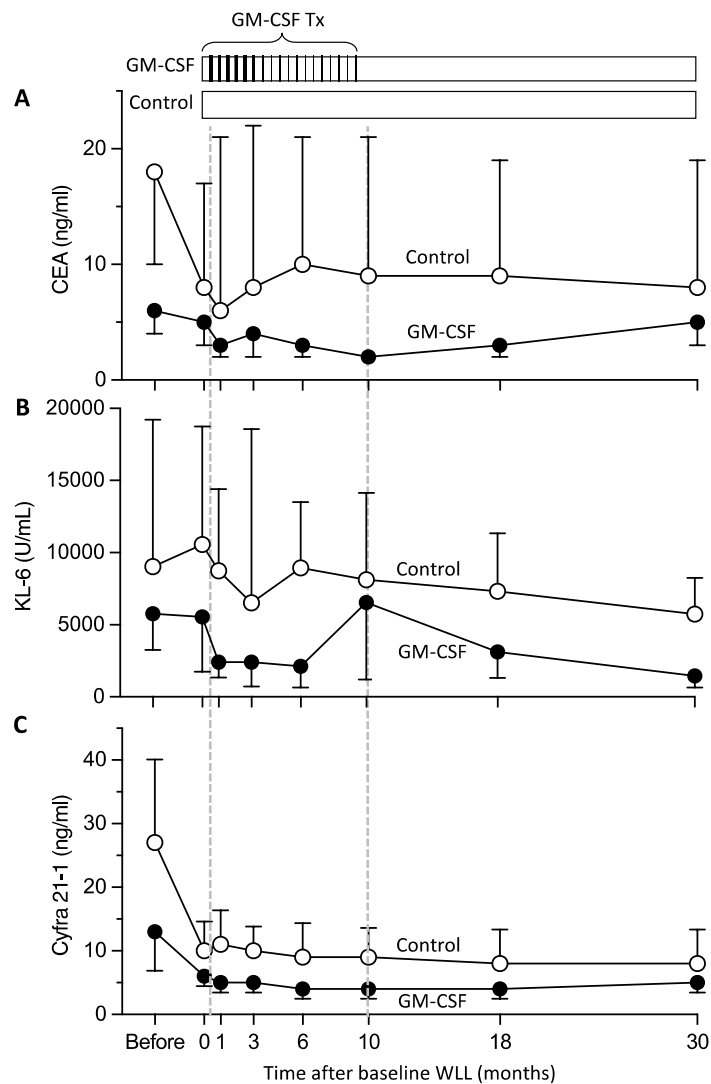 GM-CSF Tx
GM-CSF
A
Control
20
10
0
CEA (ng/ml)
Control
GM-CSF
B
20000
15000
10000
5000
0
KL-6 (U/mL)
Control
GM-CSF
C
40
30
20
10
0
Cyfra 21-1 (ng/ml)
Control
GM-CSF
Before 0 1 3 6 10 18 30
Time after baseline WLL (months)